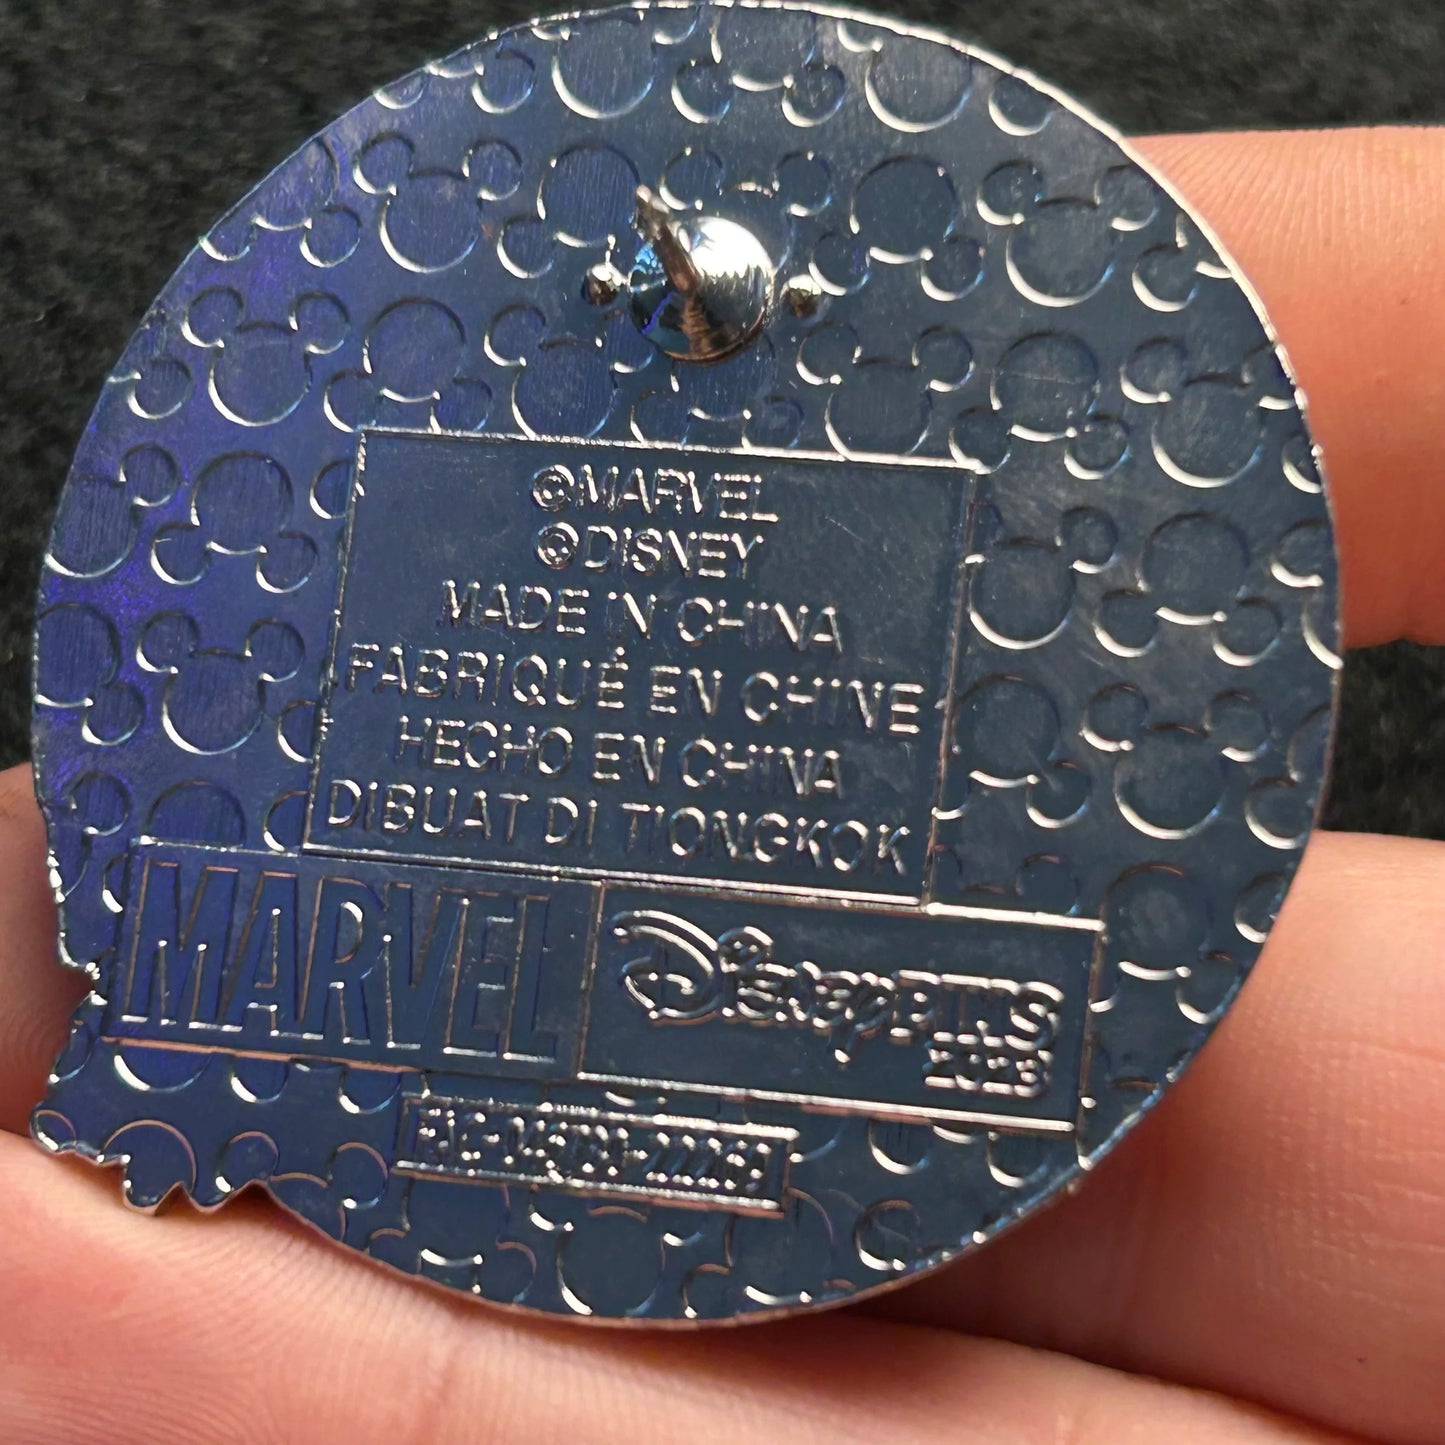 ©MARVEL
©DISNEY
MADE IN CHINA
FABRIQUÉ EN CHINE
HECHO EN CHINA
DIBUAT DI TIONGKOK
MARVEL
DISNEY PINS
2023